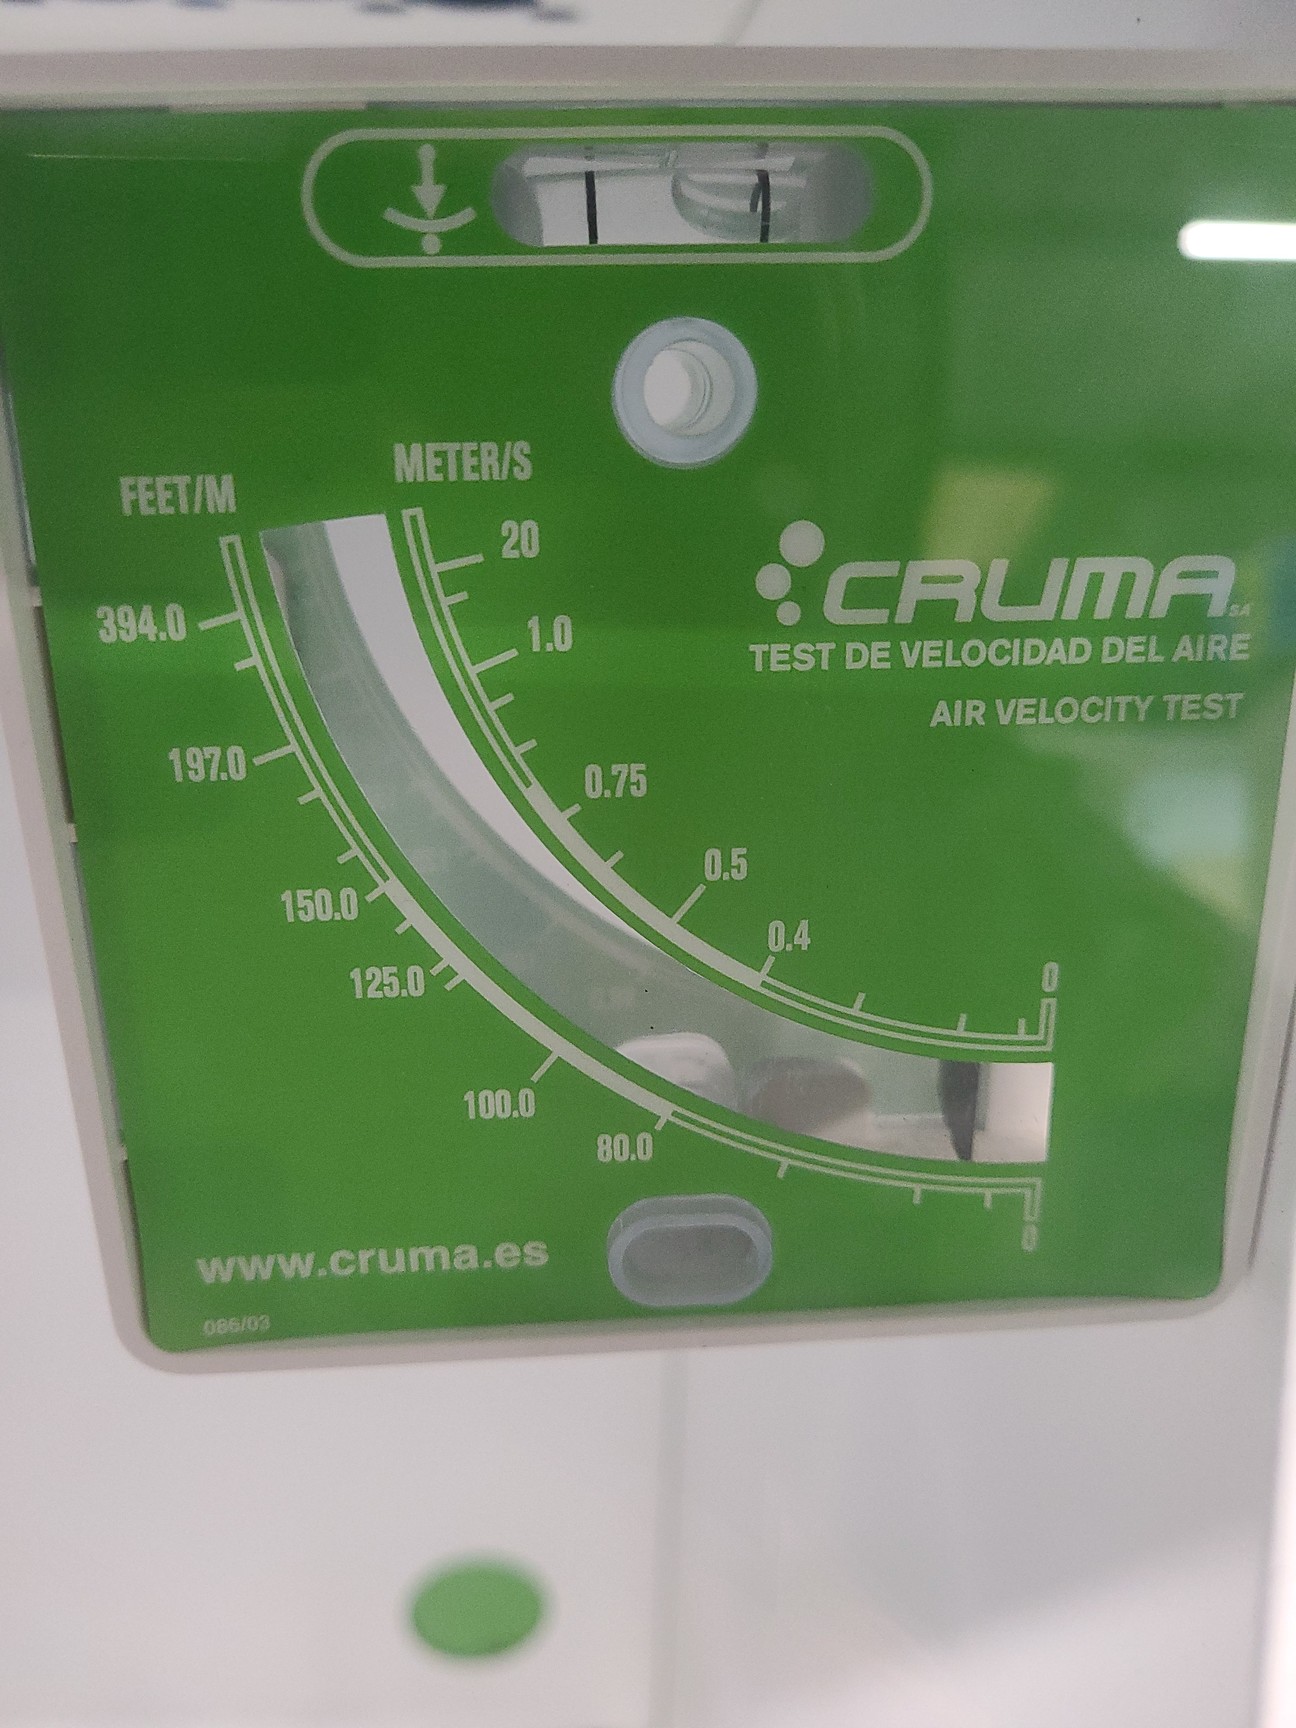 FEET/M
METER/S
20
394.0
1.0
CRUMA SA
TEST DE VELOCIDAD DEL AIRE
AIR VELOCITY TEST
197.0
0.75
0.5
150.0
0.4
125.0
0
100.0
80.0
0
www.cruma.es
086/03